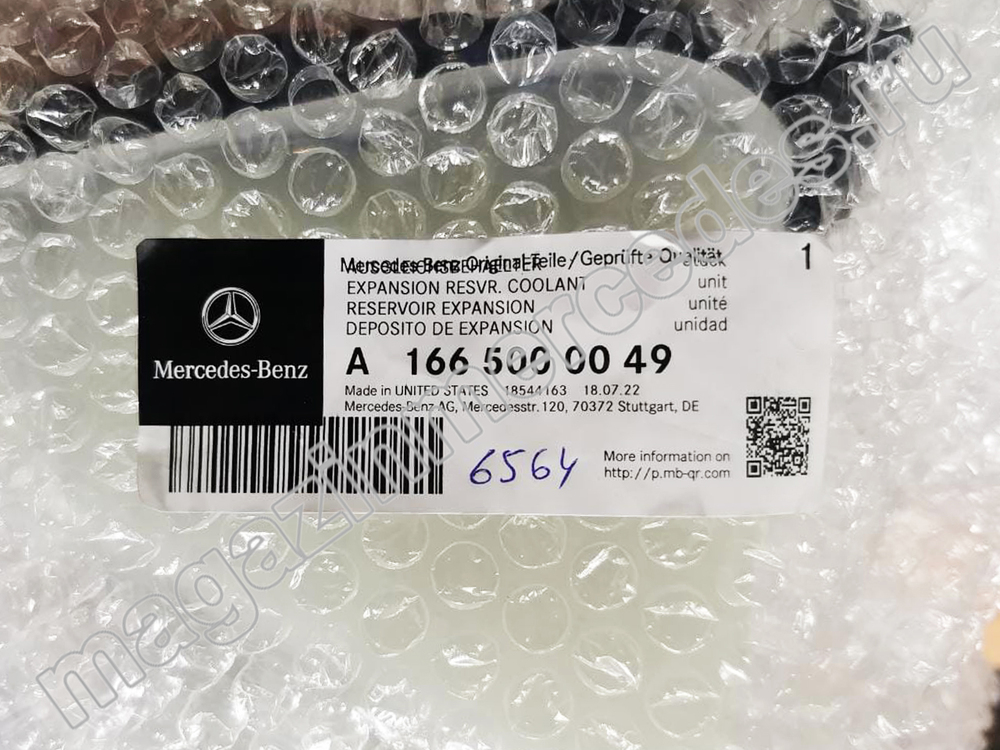 Mercedes-Benz Original-Teile/Geprüfte Qualität 1
AUSGLEICHSBEHAELTER
EXPANSION RESVR. COOLANT unit
RESERVOIR EXPANSION unité
DEPOSITO DE EXPANSION unidad
Mercedes-Benz
A 166 500 00 49
Made in UNITED STATES 18544163 18.07.22
Mercedes-Benz AG, Mercedesstr.120, 70372 Stuttgart, DE
6564
More information on
http://p.mb-qr.com
magazinmercedes.ru